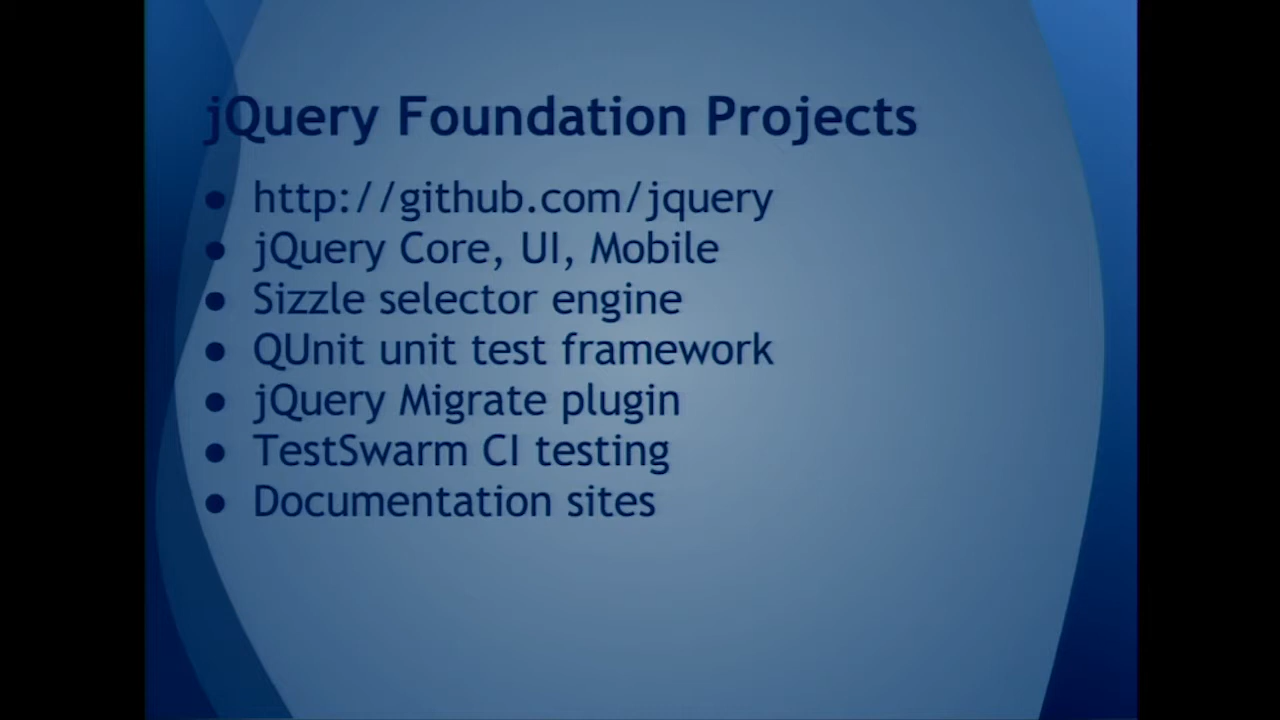 jQuery Foundation Projects
● http://github.com/jquery
● jQuery Core, UI, Mobile
● Sizzle selector engine
● QUnit unit test framework
● jQuery Migrate plugin
● TestSwarm CI testing
● Documentation sites